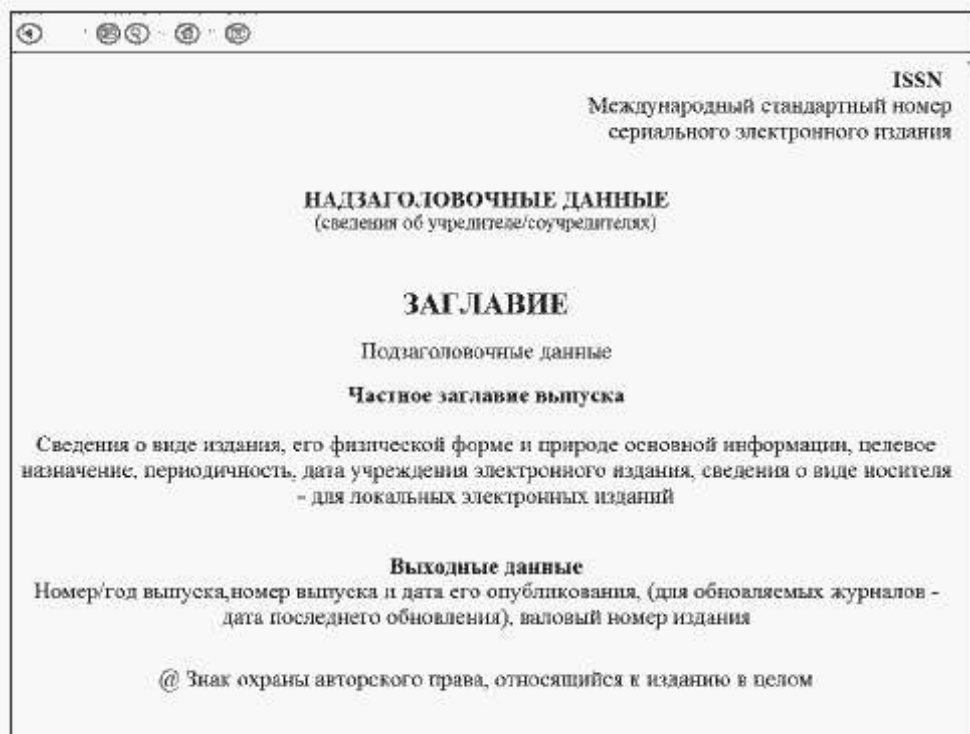 ISSN
Международный стандартный номер
сериального электронного издания
НАДЗАГОЛОВОЧНЫЕ ДАННЫЕ
(сведения об учредителе/соучредителях)
ЗАГЛАВИЕ
Подзаголовочные данные
Частное заглавие выпуска
Сведения о виде издания, его физической форме и природе основной информации, целевое
назначение, периодичность, дата учреждения электронного издания, сведения о виде носителя
- для локальных электронных изданий
Выходные данные
Номер/год выпуска,номер выпуска и дата его опубликования, (для обновляемых журналов -
дата последнего обновления), валовый номер издания
@ Знак охраны авторского права, относящийся к изданию в целом